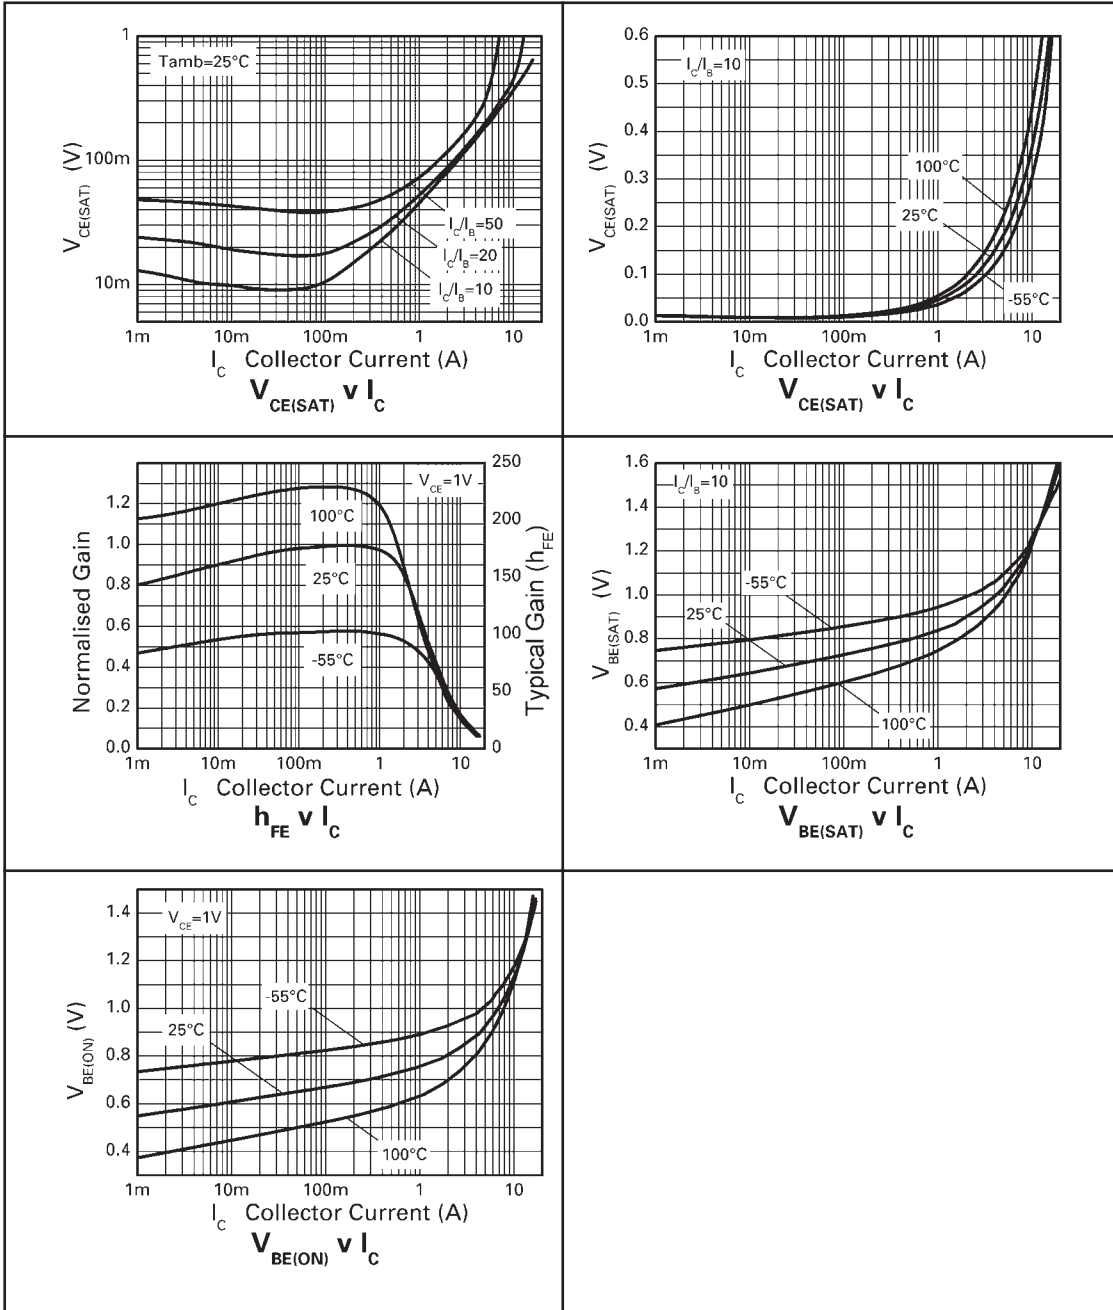 1
100m
10m
V_CE(SAT) (V)
Tamb=25°C
I_C/I_B=50
I_C/I_B=20
I_C/I_B=10
1m 10m 100m 1 10
I_C Collector Current (A)
V_CE(SAT) v I_C
0.6
0.5
0.4
0.3
0.2
0.1
0.0
V_CE(SAT) (V)
I_C/I_B=10
100°C
25°C
-55°C
1m 10m 100m 1 10
I_C Collector Current (A)
V_CE(SAT) v I_C
1.2
1.0
0.8
0.6
0.4
0.2
0.0
Normalised Gain
V_CE=1V
100°C
25°C
-55°C
250
200
150
100
50
0
Typical Gain (h_FE)
1m 10m 100m 1 10
I_C Collector Current (A)
h_FE v I_C
1.6
1.4
1.2
1.0
0.8
0.6
0.4
V_BE(SAT) (V)
I_C/I_B=10
-55°C
25°C
100°C
1m 10m 100m 1 10
I_C Collector Current (A)
V_BE(SAT) v I_C
1.4
1.2
1.0
0.8
0.6
0.4
V_BE(ON) (V)
V_CE=1V
-55°C
25°C
100°C
1m 10m 100m 1 10
I_C Collector Current (A)
V_BE(ON) v I_C